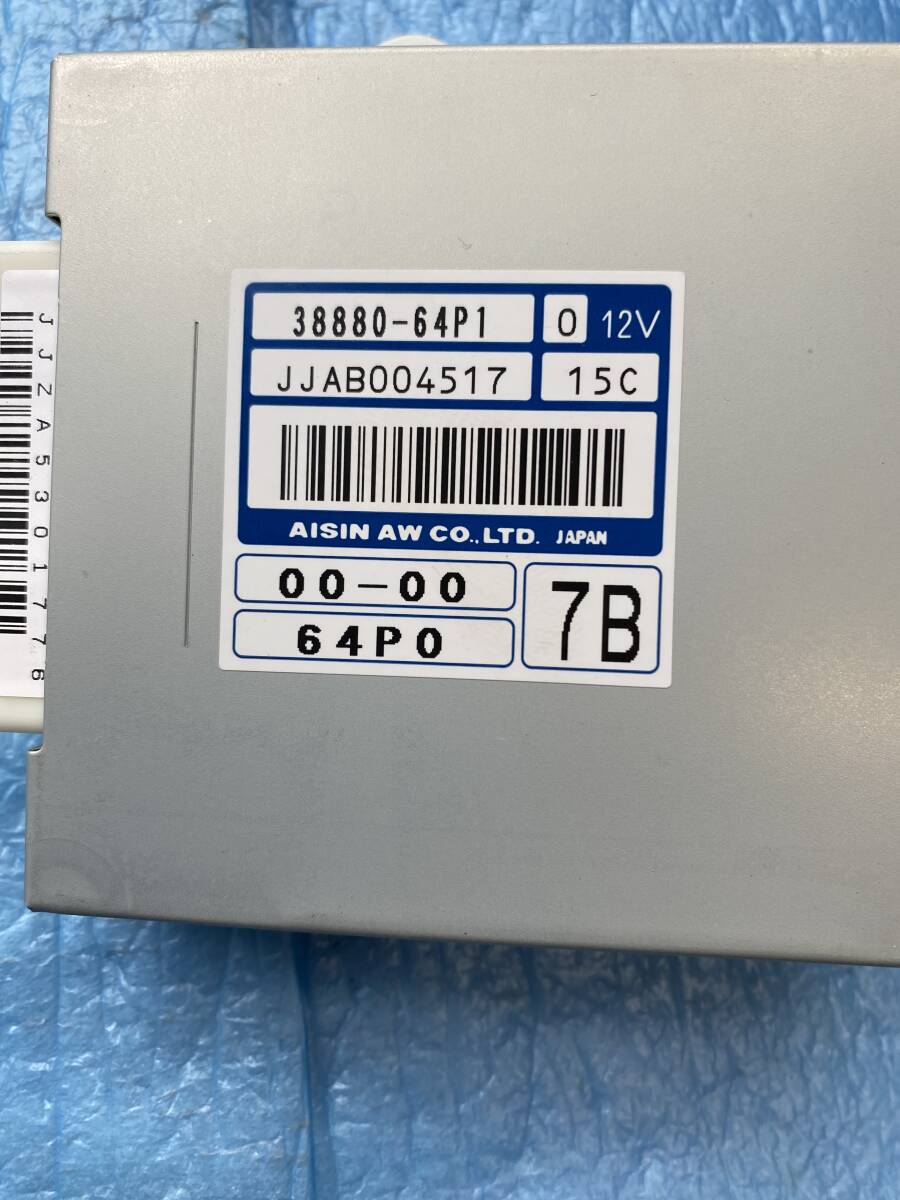 38880-64P1 0 12V
JJAB004517 15C
AISIN AW CO.,LTD. JAPAN
00-00
64P0
7B
JJZA5301776